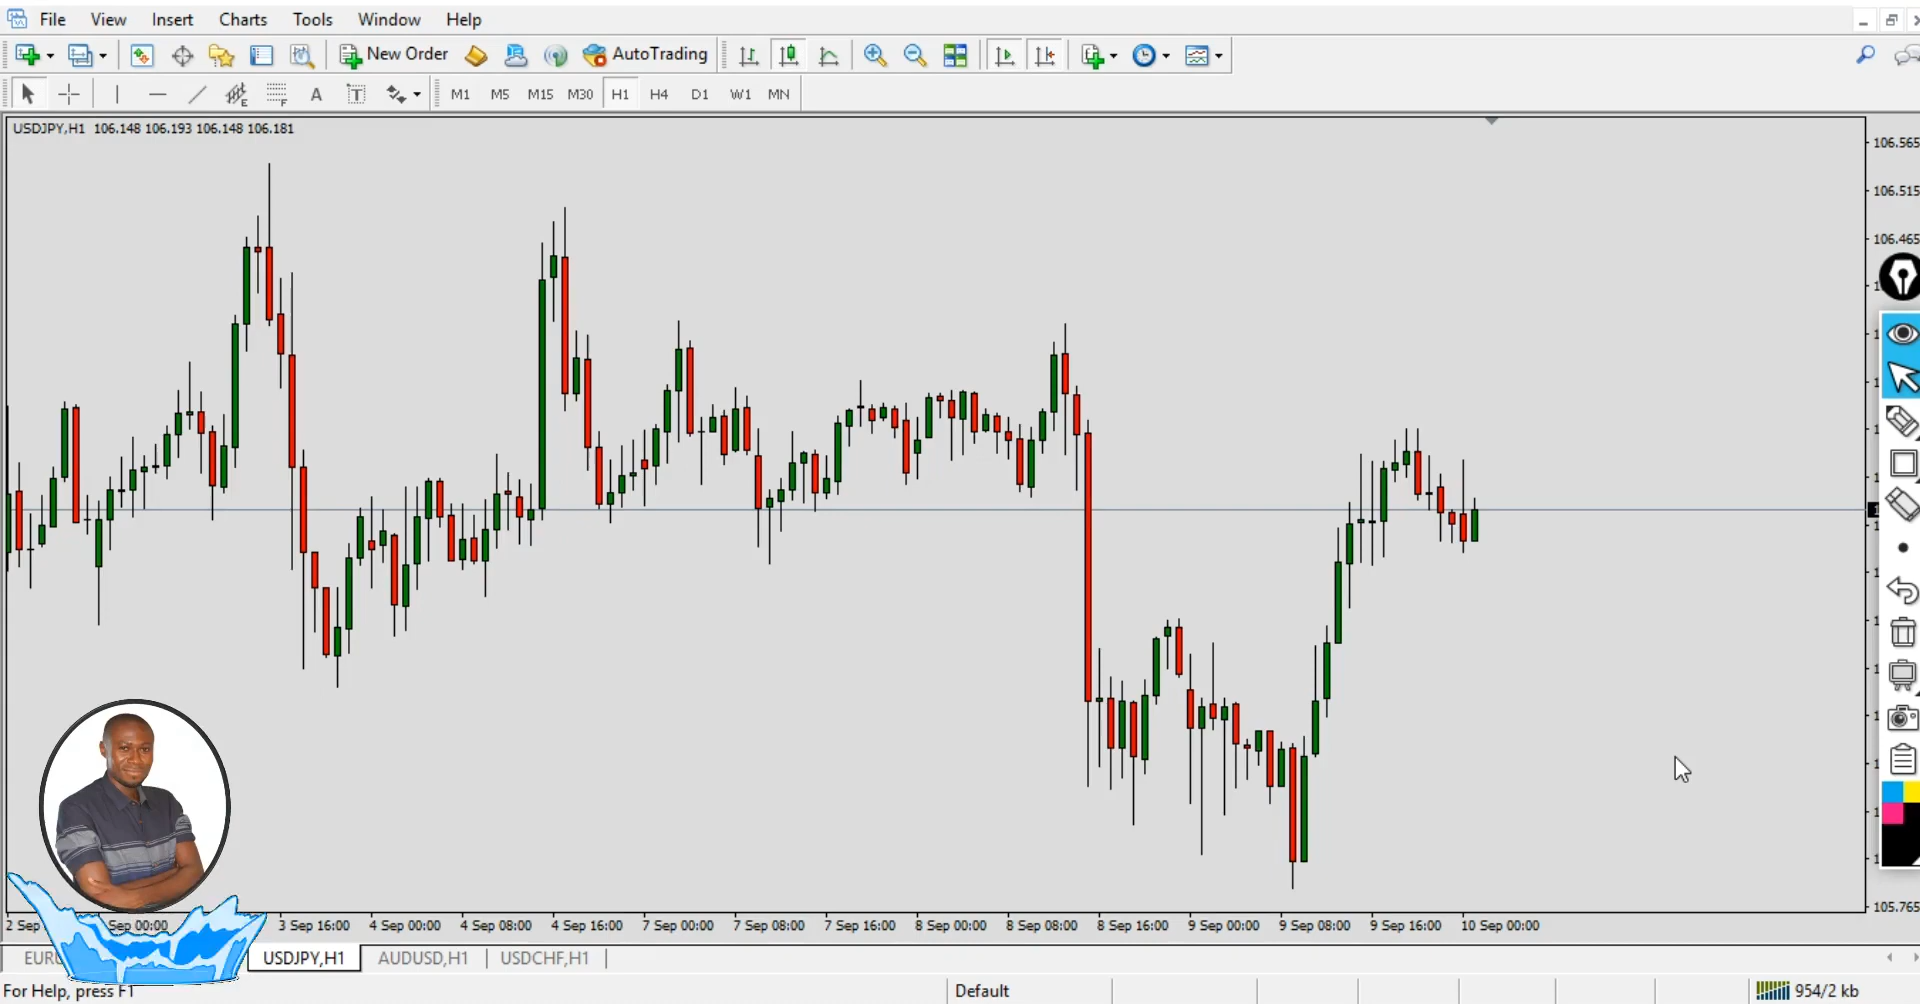 File View Insert Charts Tools Window Help
New Order AutoTrading
A T M1 M5 M15 M30 H1 H4 D1 W1 MN
USDJPY,H1 106.148 106.193 106.148 106.181
106.565
106.515
106.465
105.765
2 Sep Sep 00:00 3 Sep 16:00 4 Sep 00:00 4 Sep 08:00 4 Sep 16:00 7 Sep 00:00 7 Sep 08:00 7 Sep 16:00 8 Sep 00:00 8 Sep 08:00 8 Sep 16:00 9 Sep 00:00 9 Sep 08:00 9 Sep 16:00 10 Sep 00:00
USDJPY,H1 AUDUSD,H1 USDCHF,H1
For Help, press F1 Default 954/2 kb